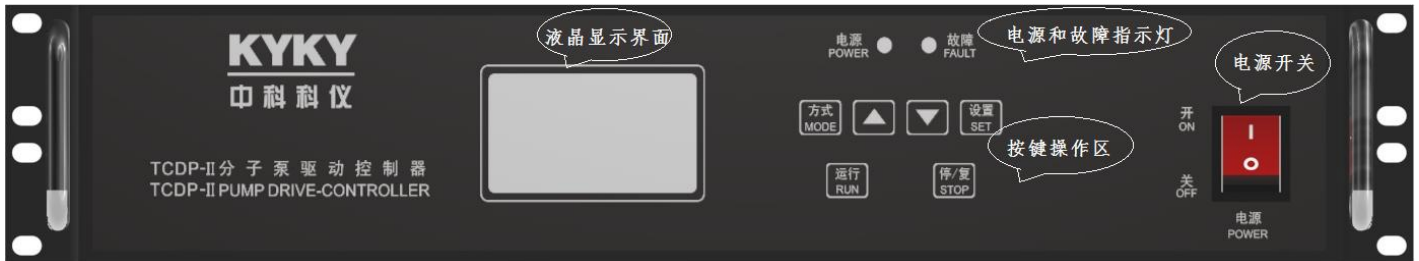 KYKY
中科科仪
TCDP-II分子泵驱动控制器
TCDP-II PUMP DRIVE-CONTROLLER
液晶显示界面
电源
POWER
故障
FAULT
电源和故障指示灯
方式
MODE
设置
SET
运行
RUN
停/复
STOP
按键操作区
电源开关
开
ON
I
O
关
OFF
电源
POWER